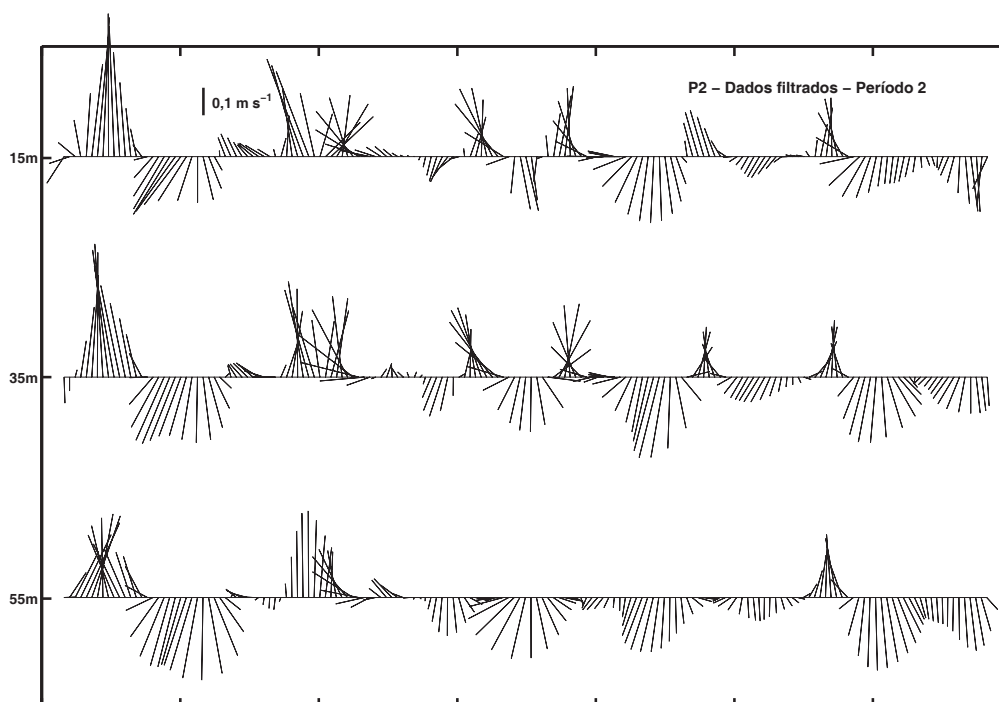 P2 – Dados filtrados – Período 2
0,1 m s⁻¹
15m
35m
55m